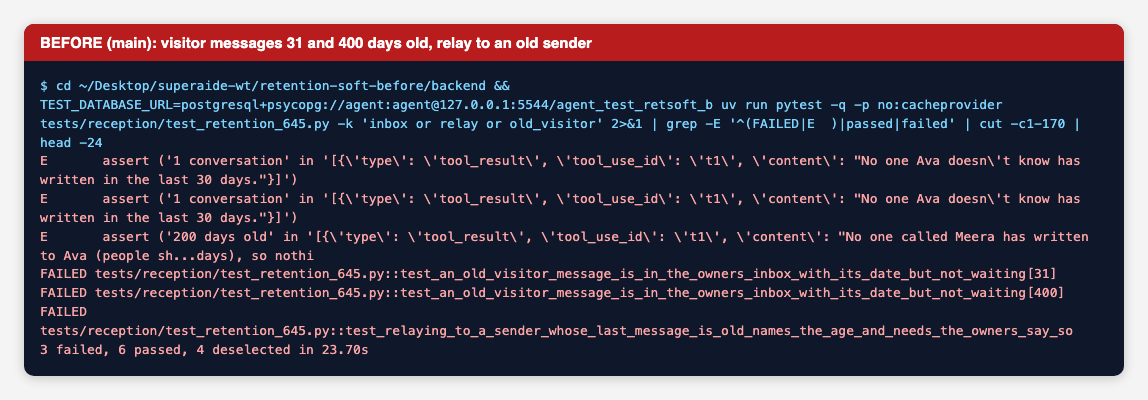 BEFORE (main): visitor messages 31 and 400 days old, relay to an old sender
$ cd ~/Desktop/superaide-wt/retention-soft-before/backend &&
TEST_DATABASE_URL=postgresql+psycopg://agent:agent@127.0.0.1:5544/agent_test_retsoft_b uv run pytest -q -p no:cacheprovider
tests/reception/test_retention_645.py -k 'inbox or relay or old_visitor' 2>&1 | grep -E '^(FAILED|E  )|passed|failed' | cut -c1-170 |
head -24
E       assert ('1 conversation' in '[{\'type\': \'tool_result\', \'tool_use_id\': \'t1\', \'content\': "No one Ava doesn\'t know has
written in the last 30 days."}]')
E       assert ('1 conversation' in '[{\'type\': \'tool_result\', \'tool_use_id\': \'t1\', \'content\': "No one Ava doesn\'t know has
written in the last 30 days."}]')
E       assert ('200 days old' in '[{\'type\': \'tool_result\', \'tool_use_id\': \'t1\', \'content\': "No one called Meera has written
to Ava (people sh...days), so nothi
FAILED tests/reception/test_retention_645.py::test_an_old_visitor_message_is_in_the_owners_inbox_with_its_date_but_not_waiting[31]
FAILED tests/reception/test_retention_645.py::test_an_old_visitor_message_is_in_the_owners_inbox_with_its_date_but_not_waiting[400]
FAILED
tests/reception/test_retention_645.py::test_relaying_to_a_sender_whose_last_message_is_old_names_the_age_and_needs_the_owners_say_so
3 failed, 6 passed, 4 deselected in 23.70s